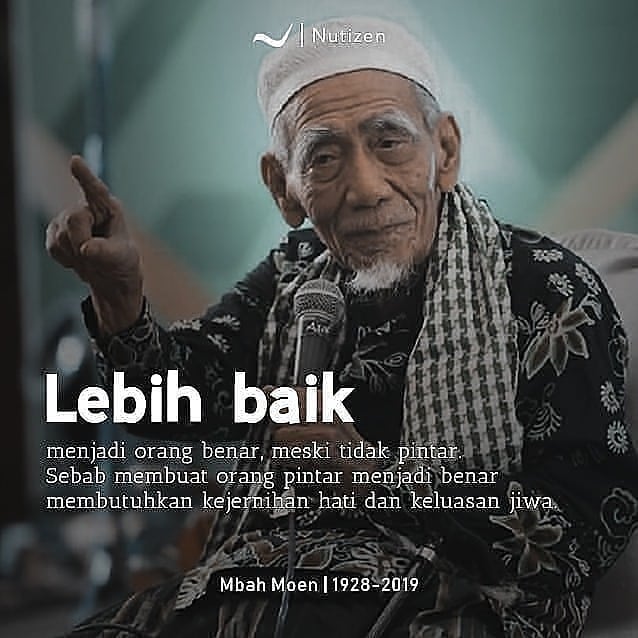 | Nutizen
Lebih baik
menjadi orang benar, meski tidak pintar.
Sebab membuat orang pintar menjadi benar
membutuhkan kejernihan hati dan keluasan jiwa.
Mbah Moen | 1928-2019